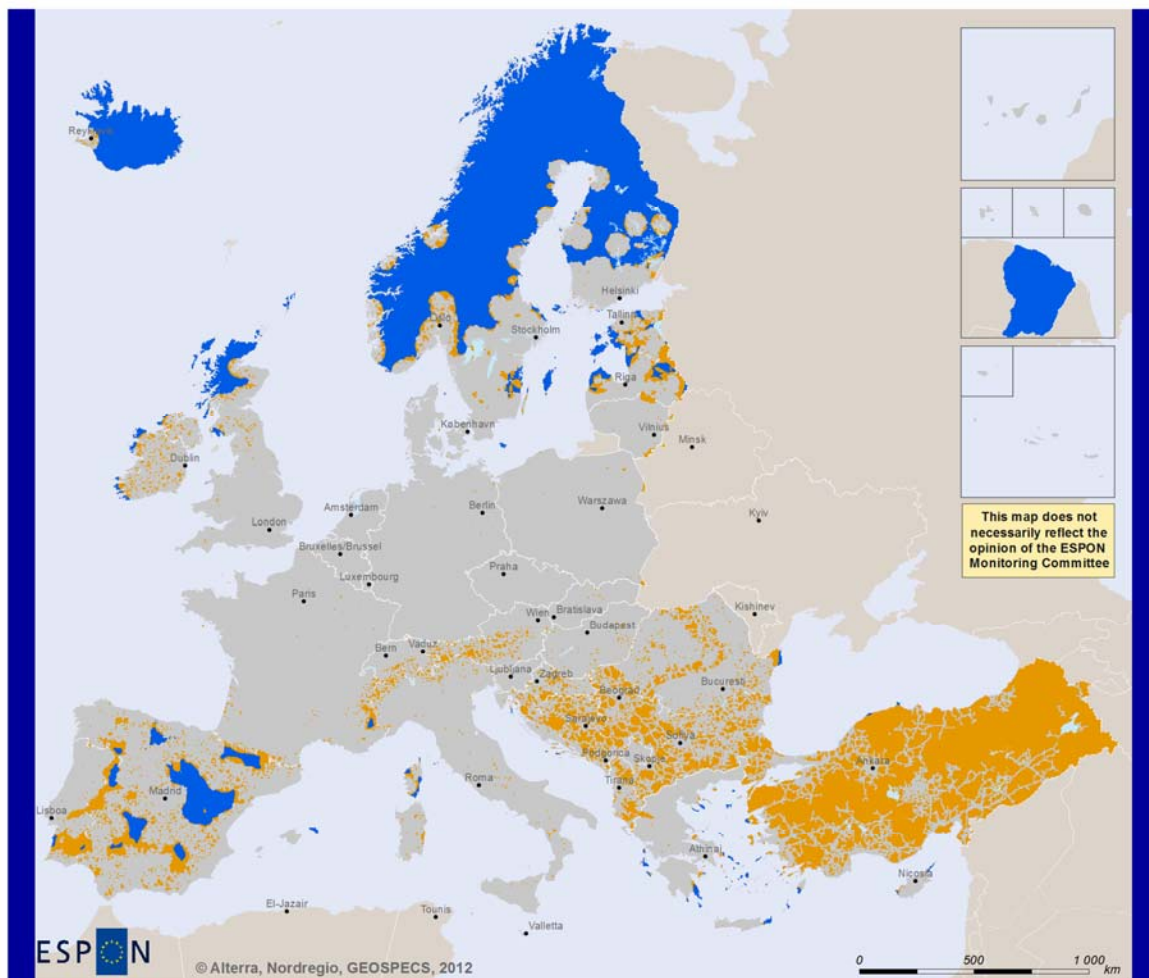 Reykjavik
Oslo
Helsinki
Tallinn
Stockholm
Riga
København
Vilnius
Minsk
Dublin
Amsterdam
Berlin
Warszawa
London
Kyiv
Bruxelles/Brussel
Praha
Luxembourg
Paris
Wien
Bratislava
Kishinev
Budapest
Bern
Vaduz
Ljubljana
Zagreb
Bucuresti
Beograd
Sarajevo
Sofiya
Podgorica
Skopje
Ankara
Madrid
Roma
Tirana
Lisboa
Athinai
Nicosia
El-Jazair
Tounis
Valletta
This map does not
necessarily reflect the
opinion of the ESPON
Monitoring Committee
ESPON
© Alterra, Nordregio, GEOSPECS, 2012
0 500 1 000
km